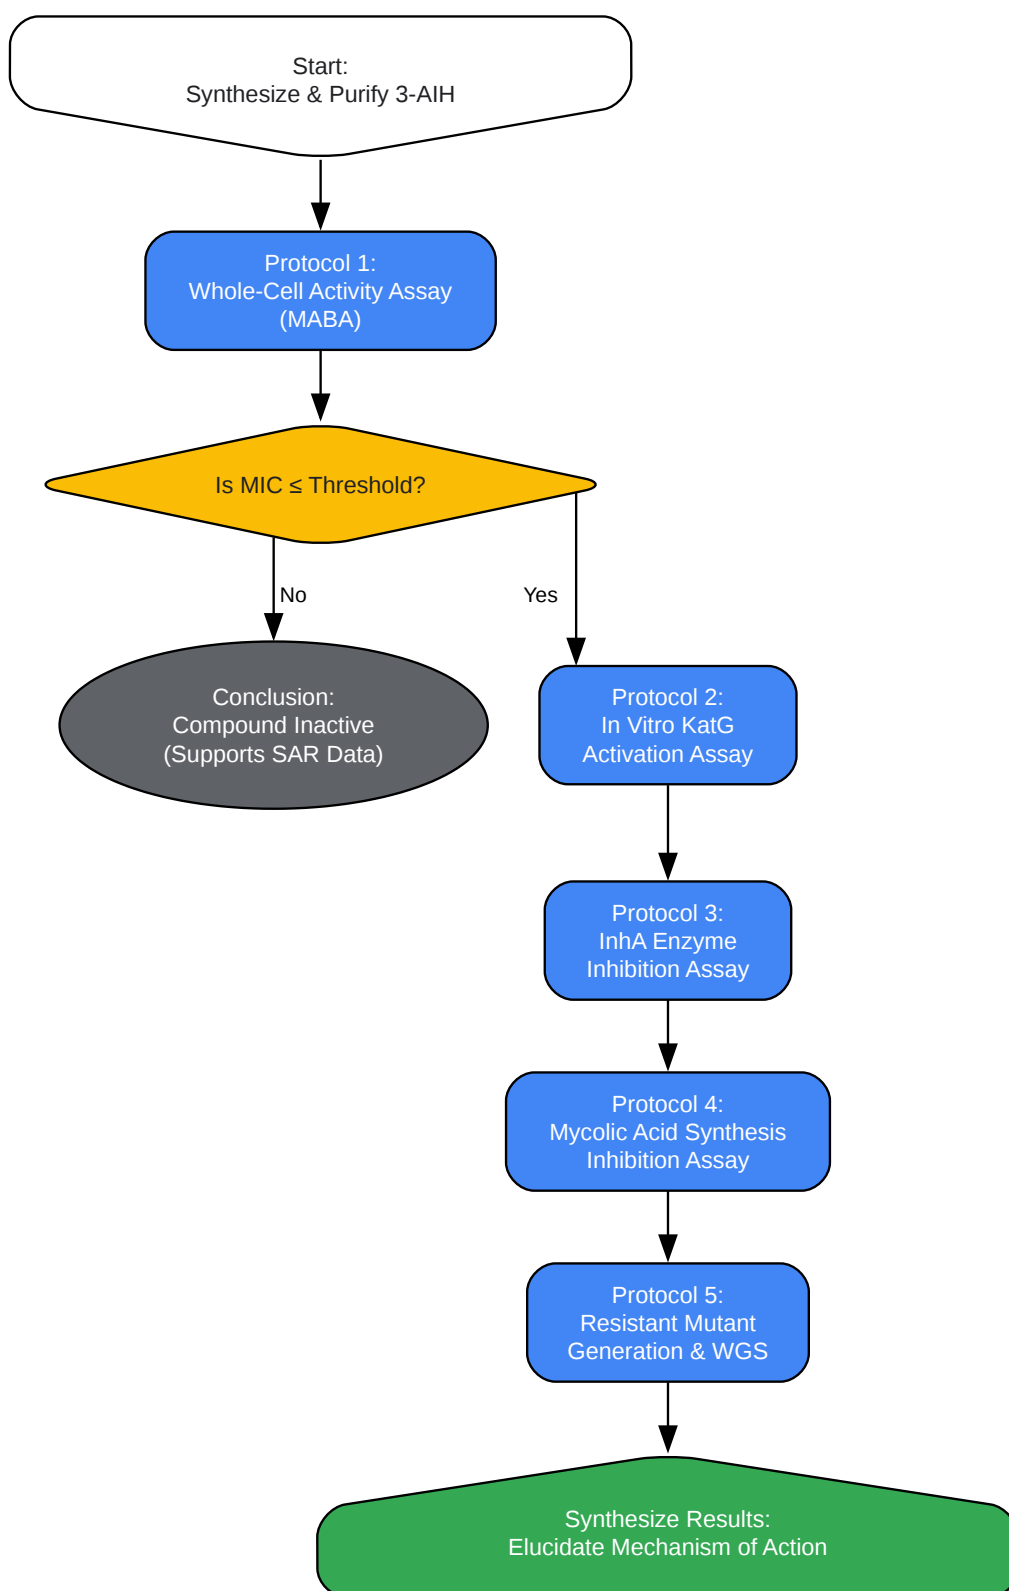 Start:
Synthesize & Purify 3-AIH
Protocol 1:
Whole-Cell Activity Assay
(MABA)
Is MIC ≤ Threshold?
No
Yes
Conclusion:
Compound Inactive
(Supports SAR Data)
Protocol 2:
In Vitro KatG
Activation Assay
Protocol 3:
InhA Enzyme
Inhibition Assay
Protocol 4:
Mycolic Acid Synthesis
Inhibition Assay
Protocol 5:
Resistant Mutant
Generation & WGS
Synthesize Results:
Elucidate Mechanism of Action